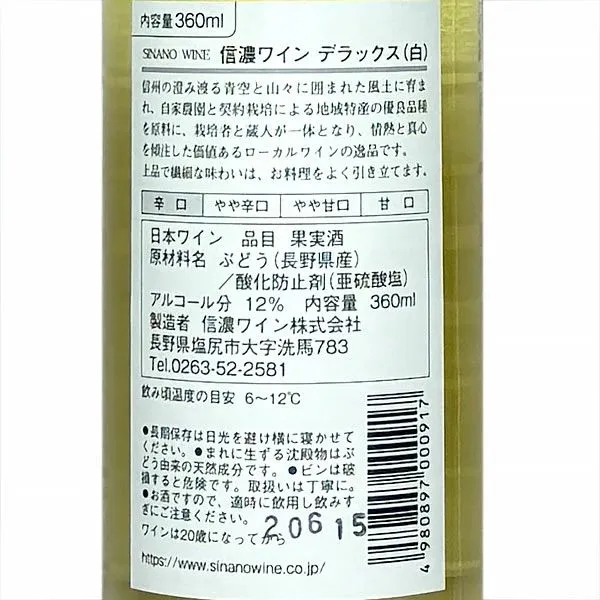 内容量360ml
SINANO WINE 信濃ワイン デラックス(白)
信州の澄み渡る青空と山々に囲まれた風土に育ま
れ、自家農園と契約栽培による地域特産の優良品種
を原料に、栽培者と蔵人が一体となり、情熱と真心
を傾注した価値あるローカルワインの逸品です。
上品で繊細な味わいは、お料理をよく引き立てます。
辛口 やや辛口 やや甘口 甘口
日本ワイン 品目 果実酒
原材料名 ぶどう(長野県産)
/酸化防止剤(亜硫酸塩)
アルコール分 12% 内容量 360ml
製造者 信濃ワイン株式会社
長野県塩尻市大字洗馬783
Tel.0263-52-2581
飲み頃温度の目安 6〜12℃
●長期保存は日光を避け横に寝かせて
ください。●まれに生ずる沈殿物はぶ
どう由来の天然成分です。●ビンは破
損すると危険です。取扱いは丁寧に。
●お酒ですので、適時に飲用し飲みす
ぎにご注意ください。
20615
ワインは20歳になってから
https://www.sinanowine.co.jp/
4980897000917